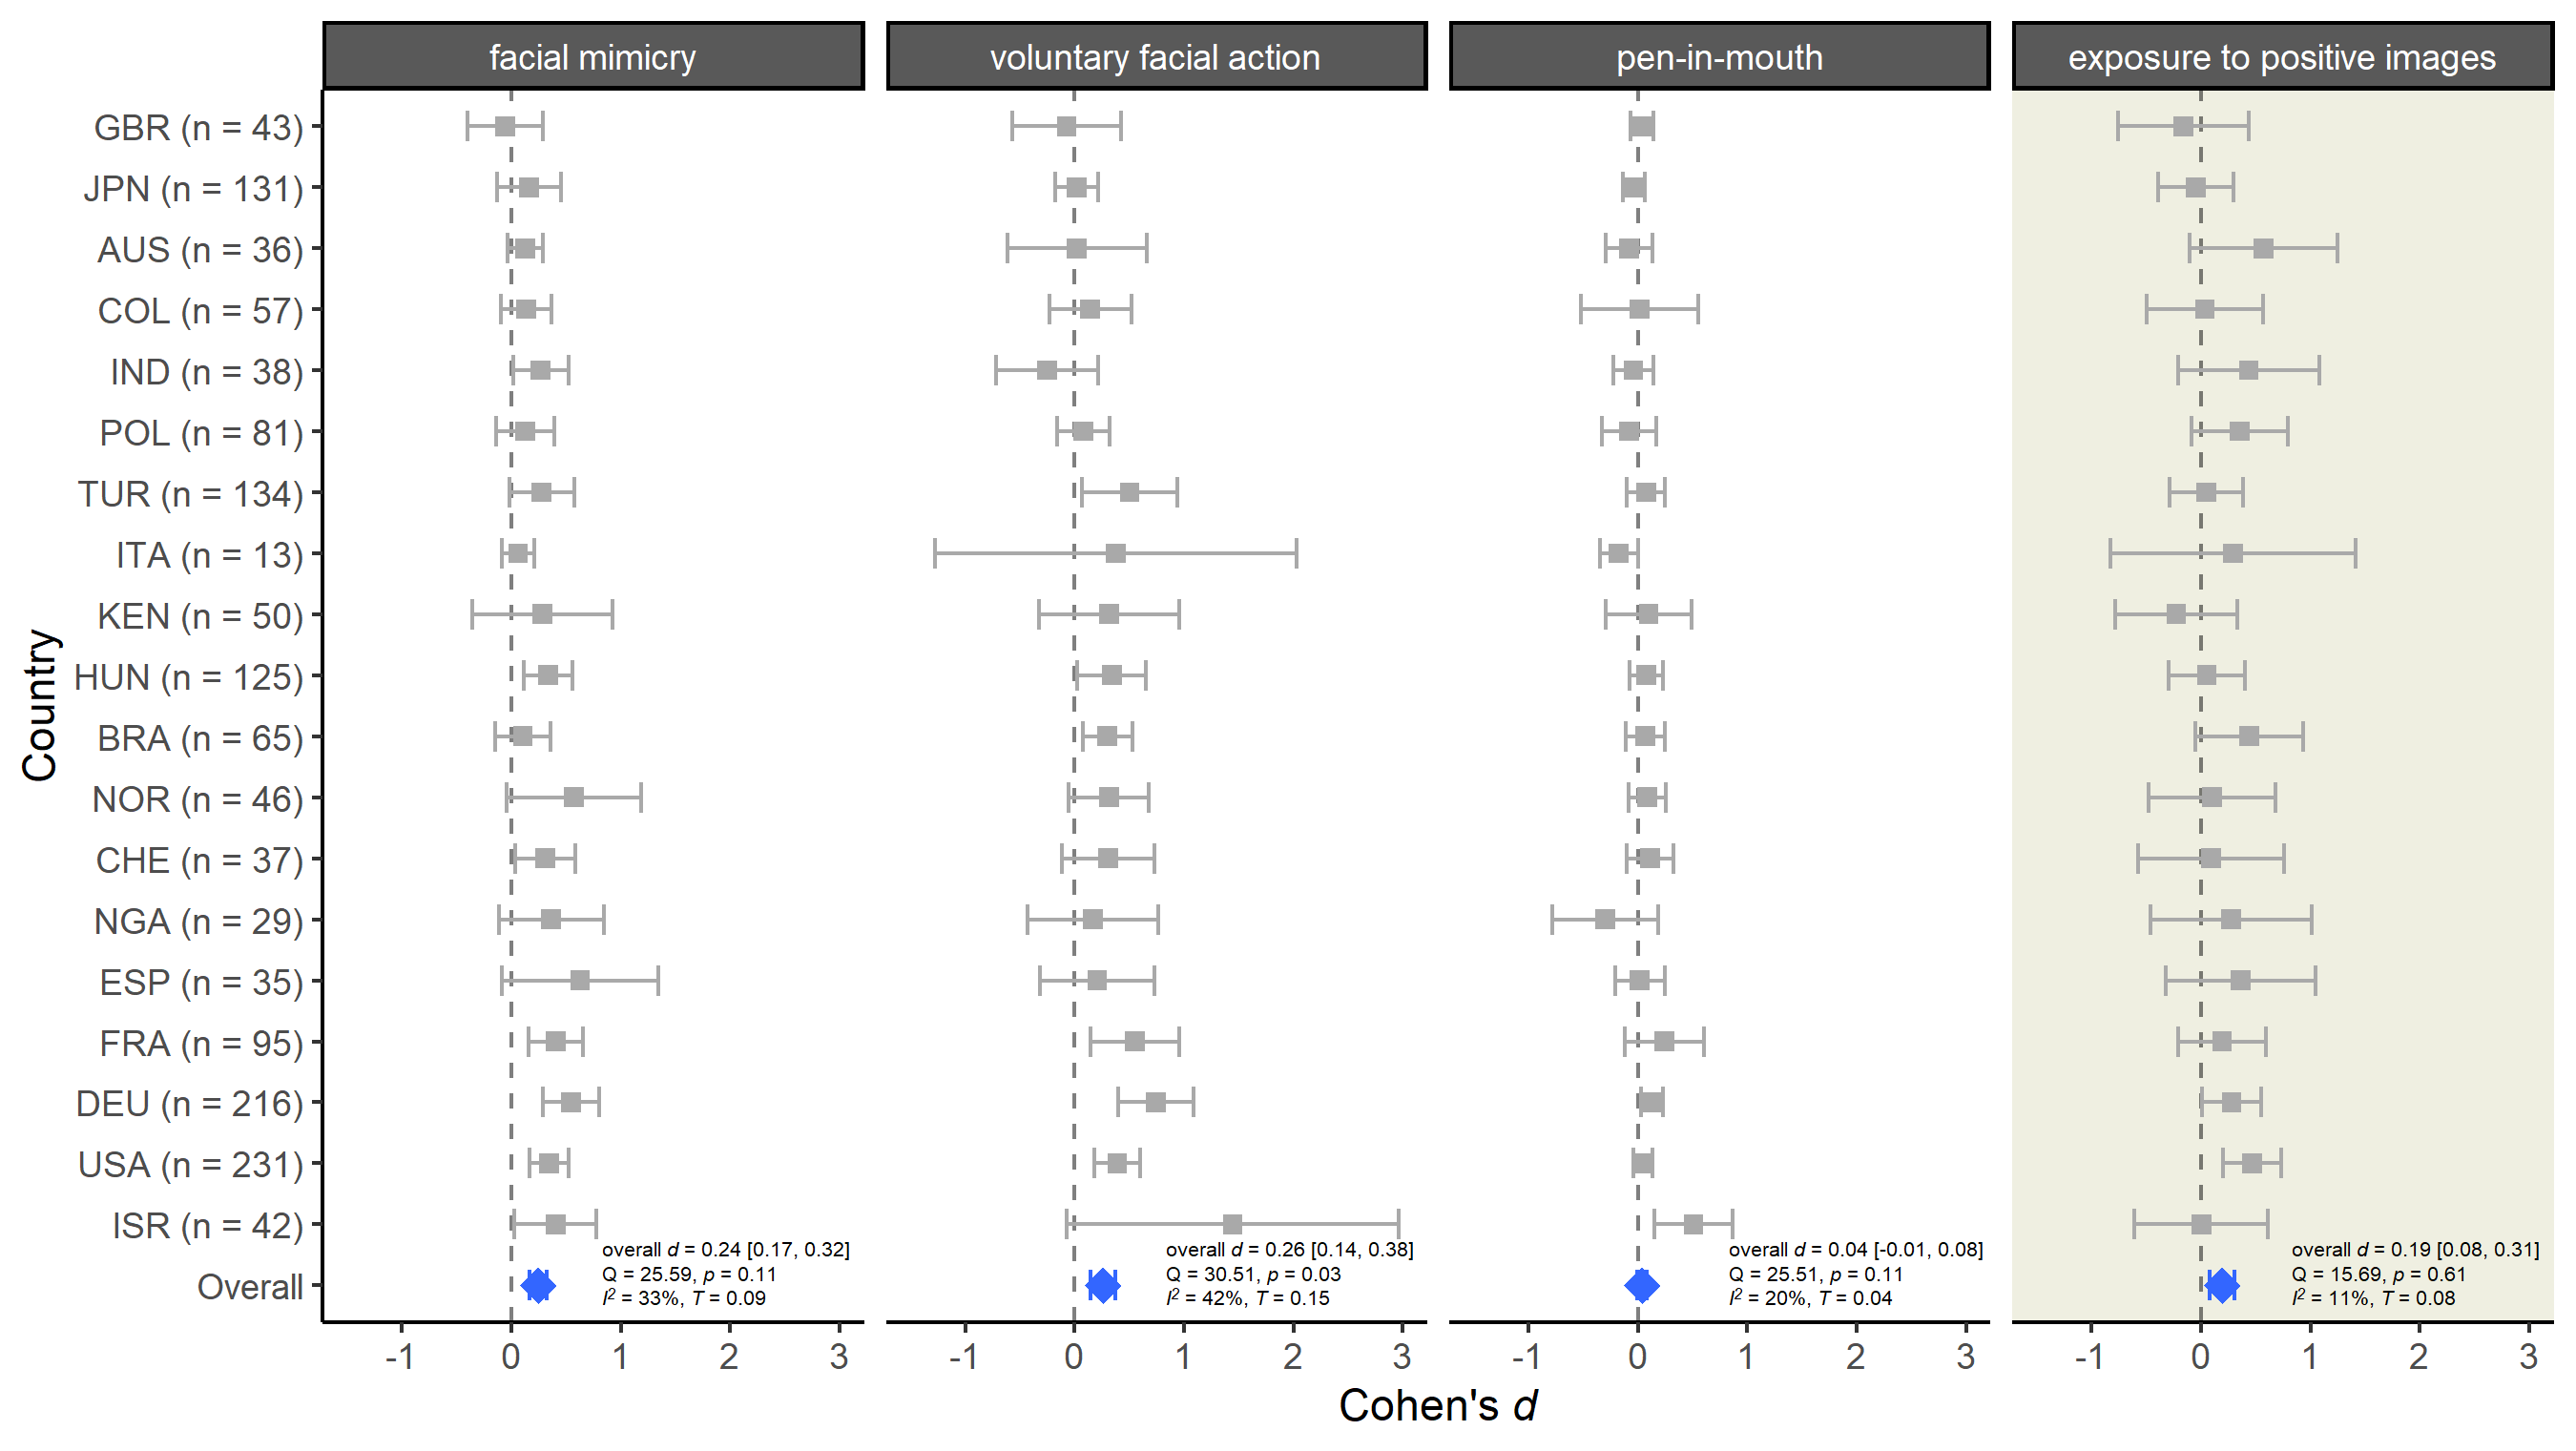 facial mimicry
voluntary facial action
pen-in-mouth
exposure to positive images
Country
GBR (n = 43)
JPN (n = 131)
AUS (n = 36)
COL (n = 57)
IND (n = 38)
POL (n = 81)
TUR (n = 134)
ITA (n = 13)
KEN (n = 50)
HUN (n = 125)
BRA (n = 65)
NOR (n = 46)
CHE (n = 37)
NGA (n = 29)
ESP (n = 35)
FRA (n = 95)
DEU (n = 216)
USA (n = 231)
ISR (n = 42)
Overall
overall d = 0.24 [0.17, 0.32]
Q = 25.59, p = 0.11
I² = 33%, T = 0.09
overall d = 0.26 [0.14, 0.38]
Q = 30.51, p = 0.03
I² = 42%, T = 0.15
overall d = 0.04 [-0.01, 0.08]
Q = 25.51, p = 0.11
I² = 20%, T = 0.04
overall d = 0.19 [0.08, 0.31]
Q = 15.69, p = 0.61
I² = 11%, T = 0.08
-1 0 1 2 3
-1 0 1 2 3
-1 0 1 2 3
-1 0 1 2 3
Cohen's d